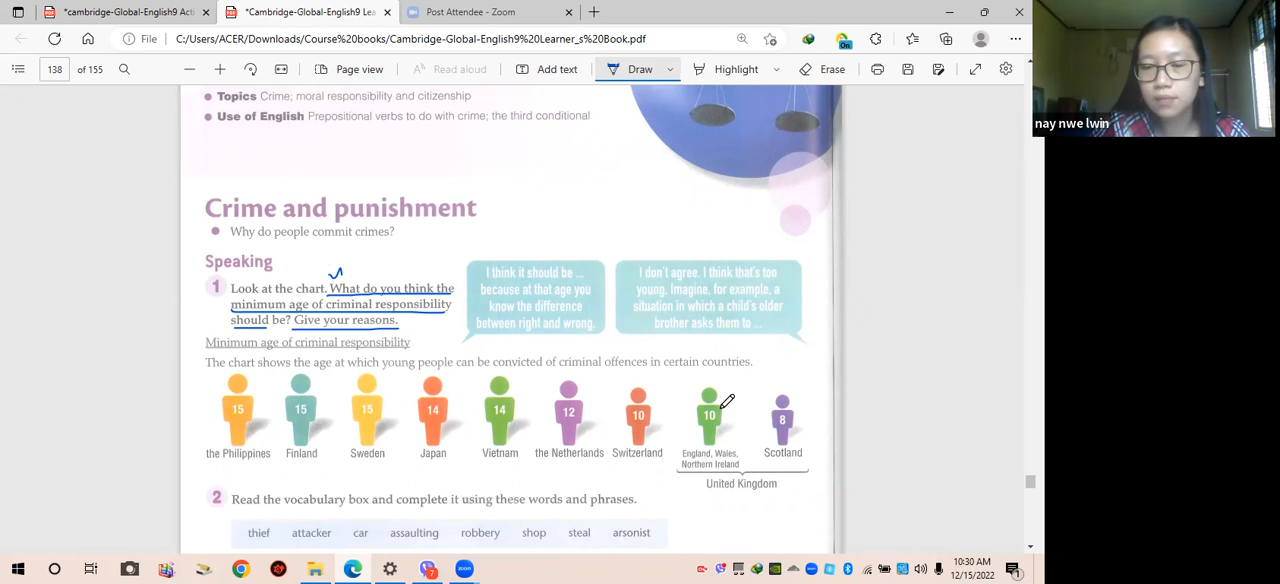 *cambridge-Global-English9 Acti
*Cambridge-Global-English9 Lea
Post Attendee - Zoom
File
C:/Users/ACER/Downloads/Course%20books/Cambridge-Global-English9%20Learner_s%20Book.pdf
On
138 of 155
Page view
Read aloud
Add text
Draw
Highlight
Erase
nay nwe lwin
Topics Crime; moral responsibility and citizenship
Use of English Prepositional verbs to do with crime; the third conditional
Crime and punishment
Why do people commit crimes?
Speaking
1 Look at the chart. What do you think the
minimum age of criminal responsibility
should be? Give your reasons.
I think it should be ...
because at that age you
know the difference
between right and wrong.
I don't agree. I think that's too
young. Imagine, for example, a
situation in which a child's older
brother asks them to ...
Minimum age of criminal responsibility
The chart shows the age at which young people can be convicted of criminal offences in certain countries.
15 15 15 14 14 12 10 10 8
the Philippines Finland Sweden Japan Vietnam the Netherlands Switzerland England, Wales, Scotland
Northern Ireland
United Kingdom
2 Read the vocabulary box and complete it using these words and phrases.
thief attacker car assaulting robbery shop steal arsonist
7
10:30 AM
12/15/2022
1